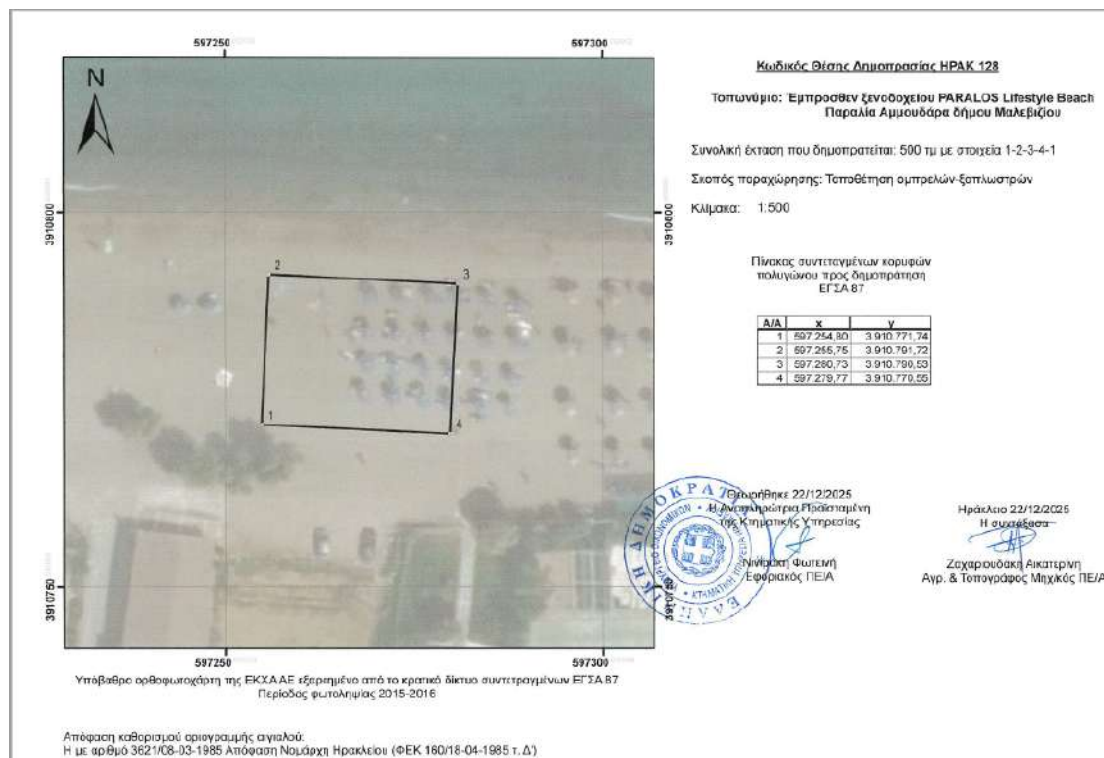 597250
597300
N
Κωδικός Θέσης Δημοπρασίας ΗΡΑΚ 128
Τοπωνύμιο: Έμπροσθεν ξενοδοχείου PARALOS Lifestyle Beach
Παραλία Αμμουδάρα δήμου Μαλεβιζίου
Συνολική έκταση που δημοπρατείται: 500 τμ με στοιχεία 1-2-3-4-1
Σκοπός παραχώρησης: Τοποθέτηση ομπρελών-ξαπλωστρών
Κλίμακα: 1:500
3910800
3910800
Πίνακας συντεταγμένων κορυφών
πολυγώνου προς δημοπράτηση
ΕΓΣΑ 87
Α/Α x y
1 597.254,80 3.910.771,74
2 597.255,75 3.910.791,72
3 597.280,73 3.910.790,53
4 597.279,77 3.910.770,55
2
3
1
4
Θεωρήθηκε 22/12/2025
Η Αναπληρώτρια Προϊσταμένη
της Κτηματικής Υπηρεσίας
Φωτεινή
Εφοριακός ΠΕ/Α
Ηράκλειο 22/12/2025
Η συντάξασα
Ζαχαριουδάκη Αικατερίνη
Αγρ. & Τοπογράφος Μηχ/κός ΠΕ/Α
ΕΛΛΗΝΙΚΗ ΔΗΜΟΚΡΑΤΙΑ
3910750
597250
597300
Υπόβαθρο ορθοφωτοχάρτη της ΕΚΧΑ ΑΕ εξαρτημένο από το κρατικό δίκτυο συντεταγμένων ΕΓΣΑ 87
Περίοδος φωτοληψίας 2015-2016
Απόφαση καθορισμού οριογραμμής αιγιαλού:
Η με αριθμό 3621/08-03-1985 Απόφαση Νομάρχη Ηρακλείου (ΦΕΚ 160/18-04-1985 τ. Δ')